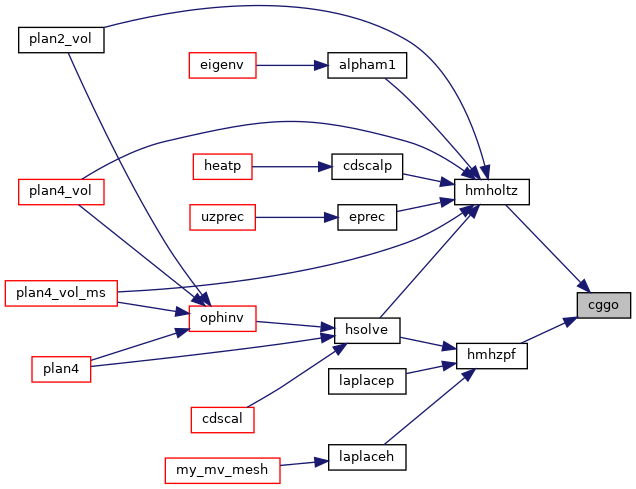 plan2_vol
eigenv
alpham1
heatp
cdscalp
plan4_vol
hmholtz
uzprec
eprec
plan4_vol_ms
cggo
ophinv
hsolve
hmhzpf
plan4
laplacep
cdscal
laplaceh
my_mv_mesh